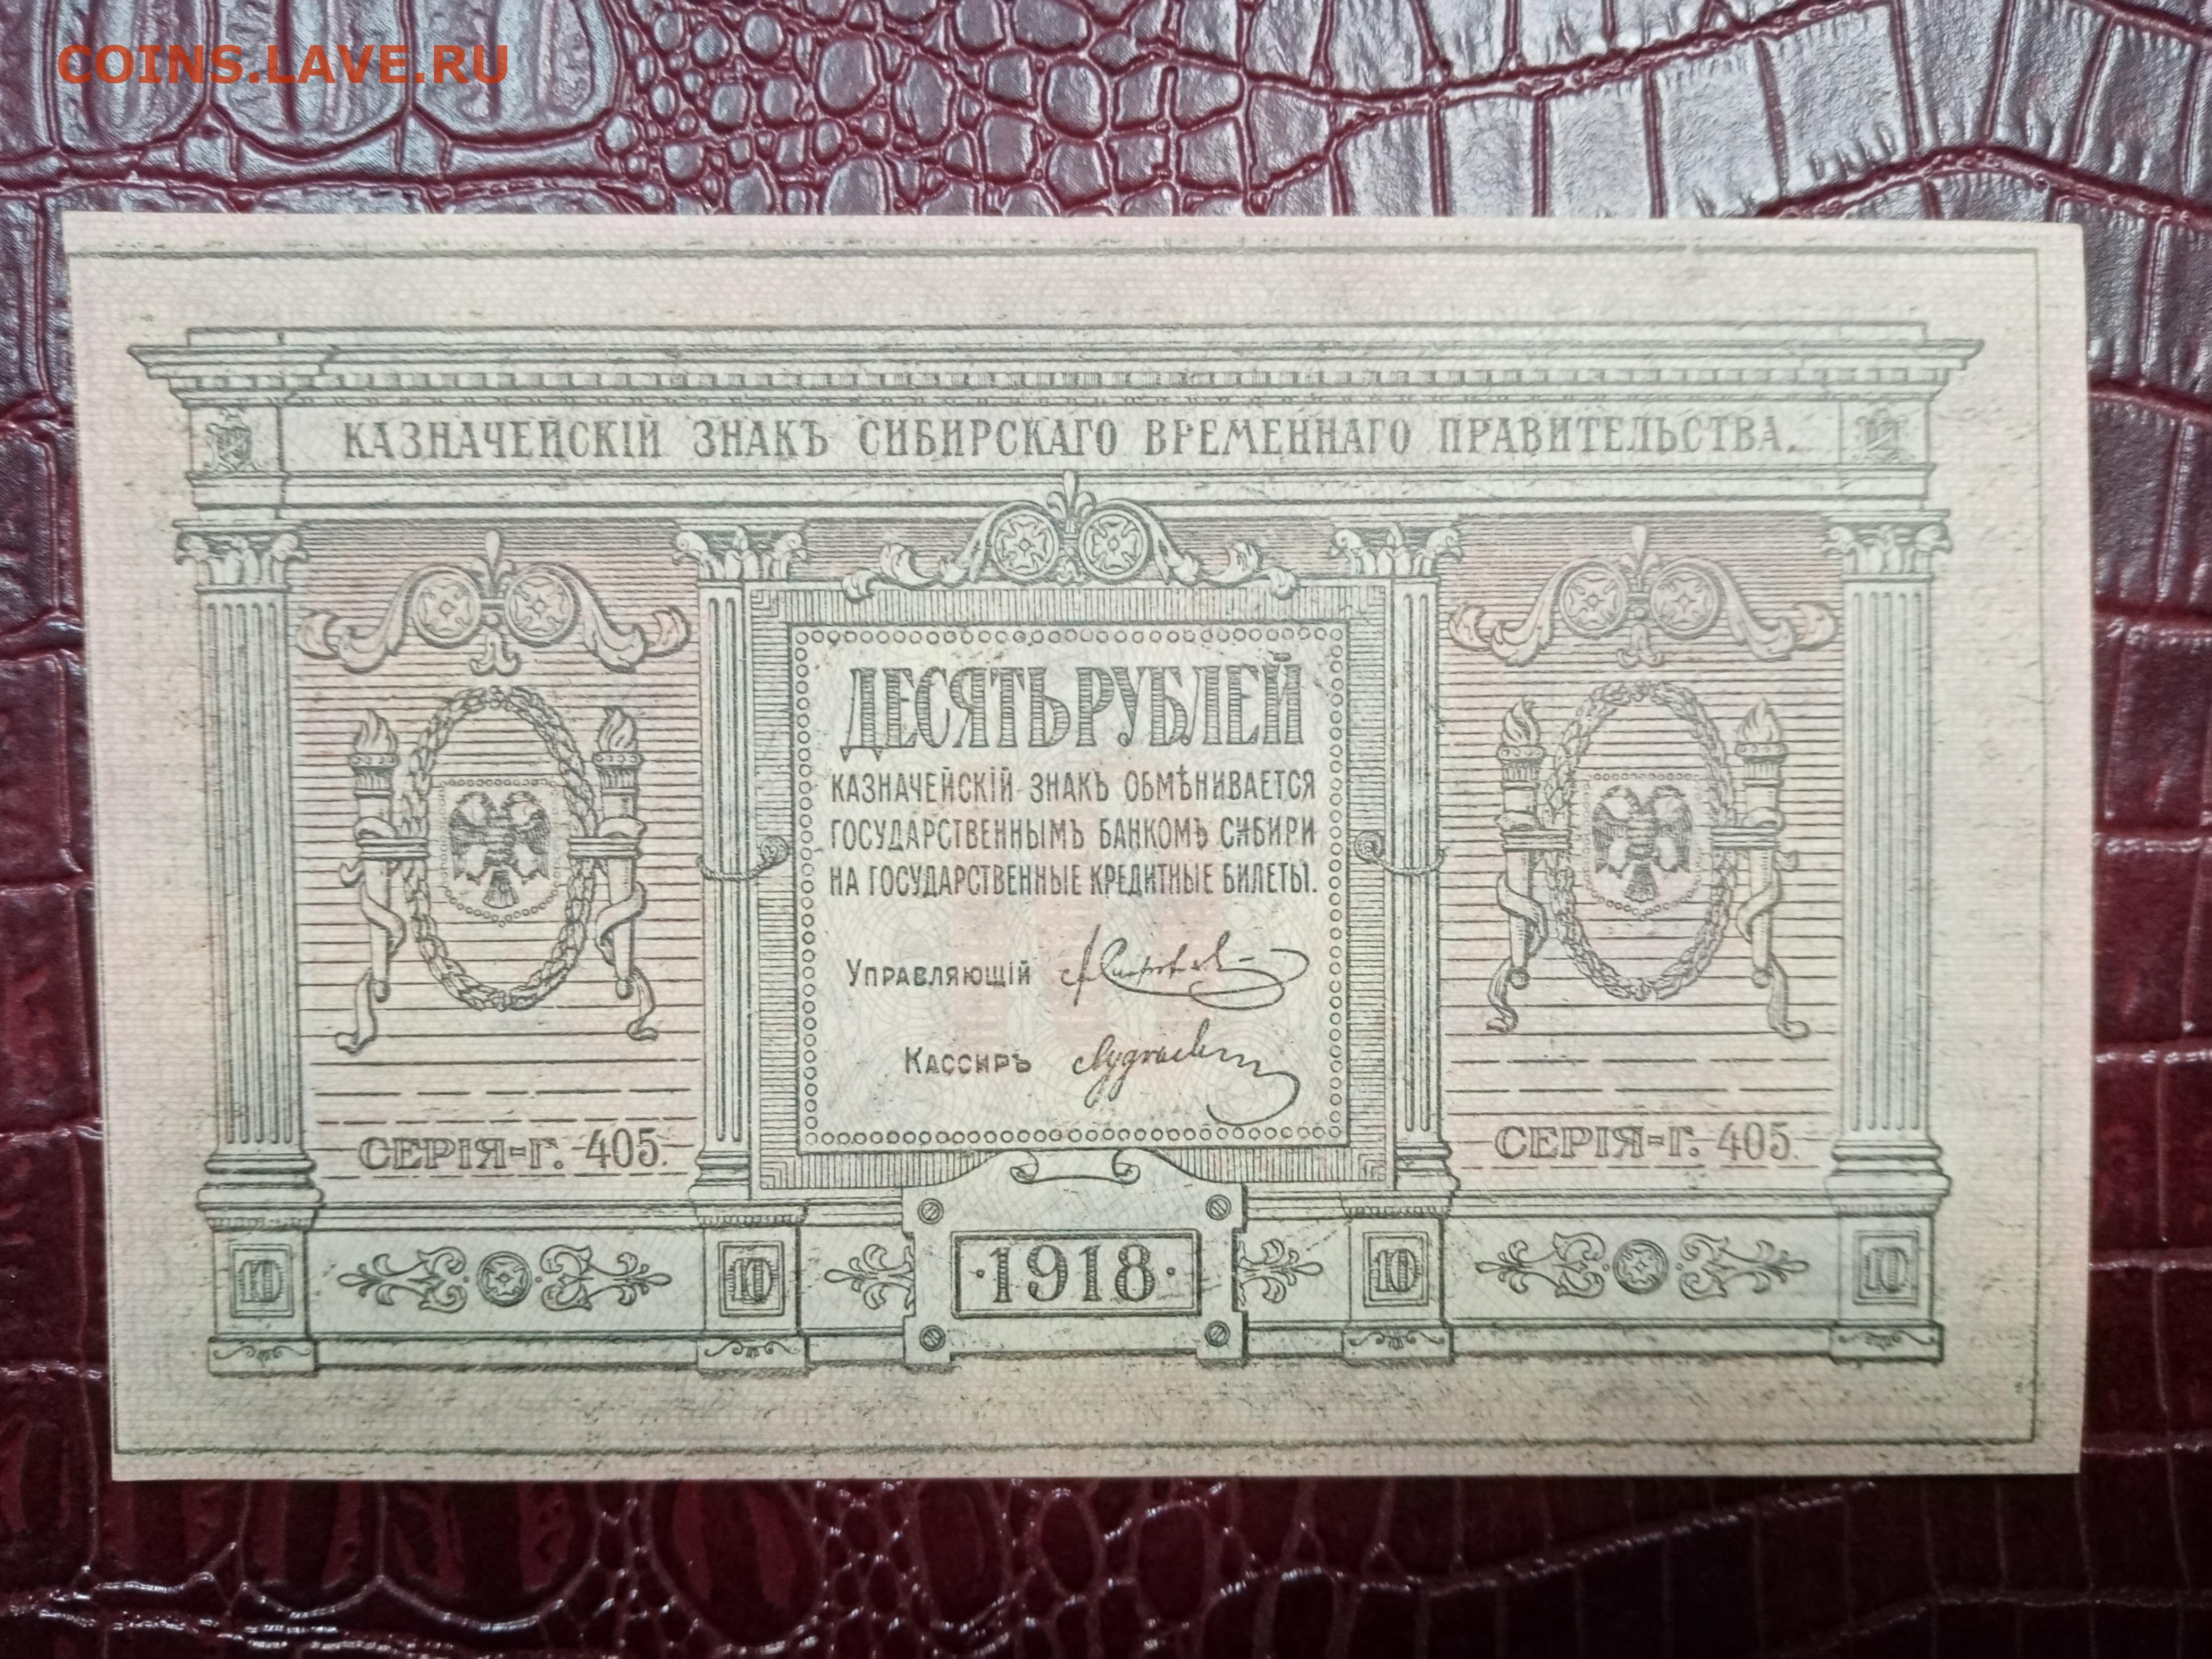 COINS.LAVE.RU
КАЗНАЧЕЙСКІЙ ЗНАКЪ СИБИРСКАГО ВРЕМЕННАГО ПРАВИТЕЛЬСТВА.
ДЕСЯТЬ РУБЛЕЙ
КАЗНАЧЕЙСКІЙ ЗНАКЪ ОБМѢНИВАЕТСЯ
ГОСУДАРСТВЕННЫМЪ БАНКОМЪ СИБИРИ
НА ГОСУДАРСТВЕННЫЕ КРЕДИТНЫЕ БИЛЕТЫ.
УПРАВЛЯЮЩІЙ
КАССИРЪ
СЕРІЯ=Г. 405. СЕРІЯ=Г. 405.
10 10 ·1918· 10 10